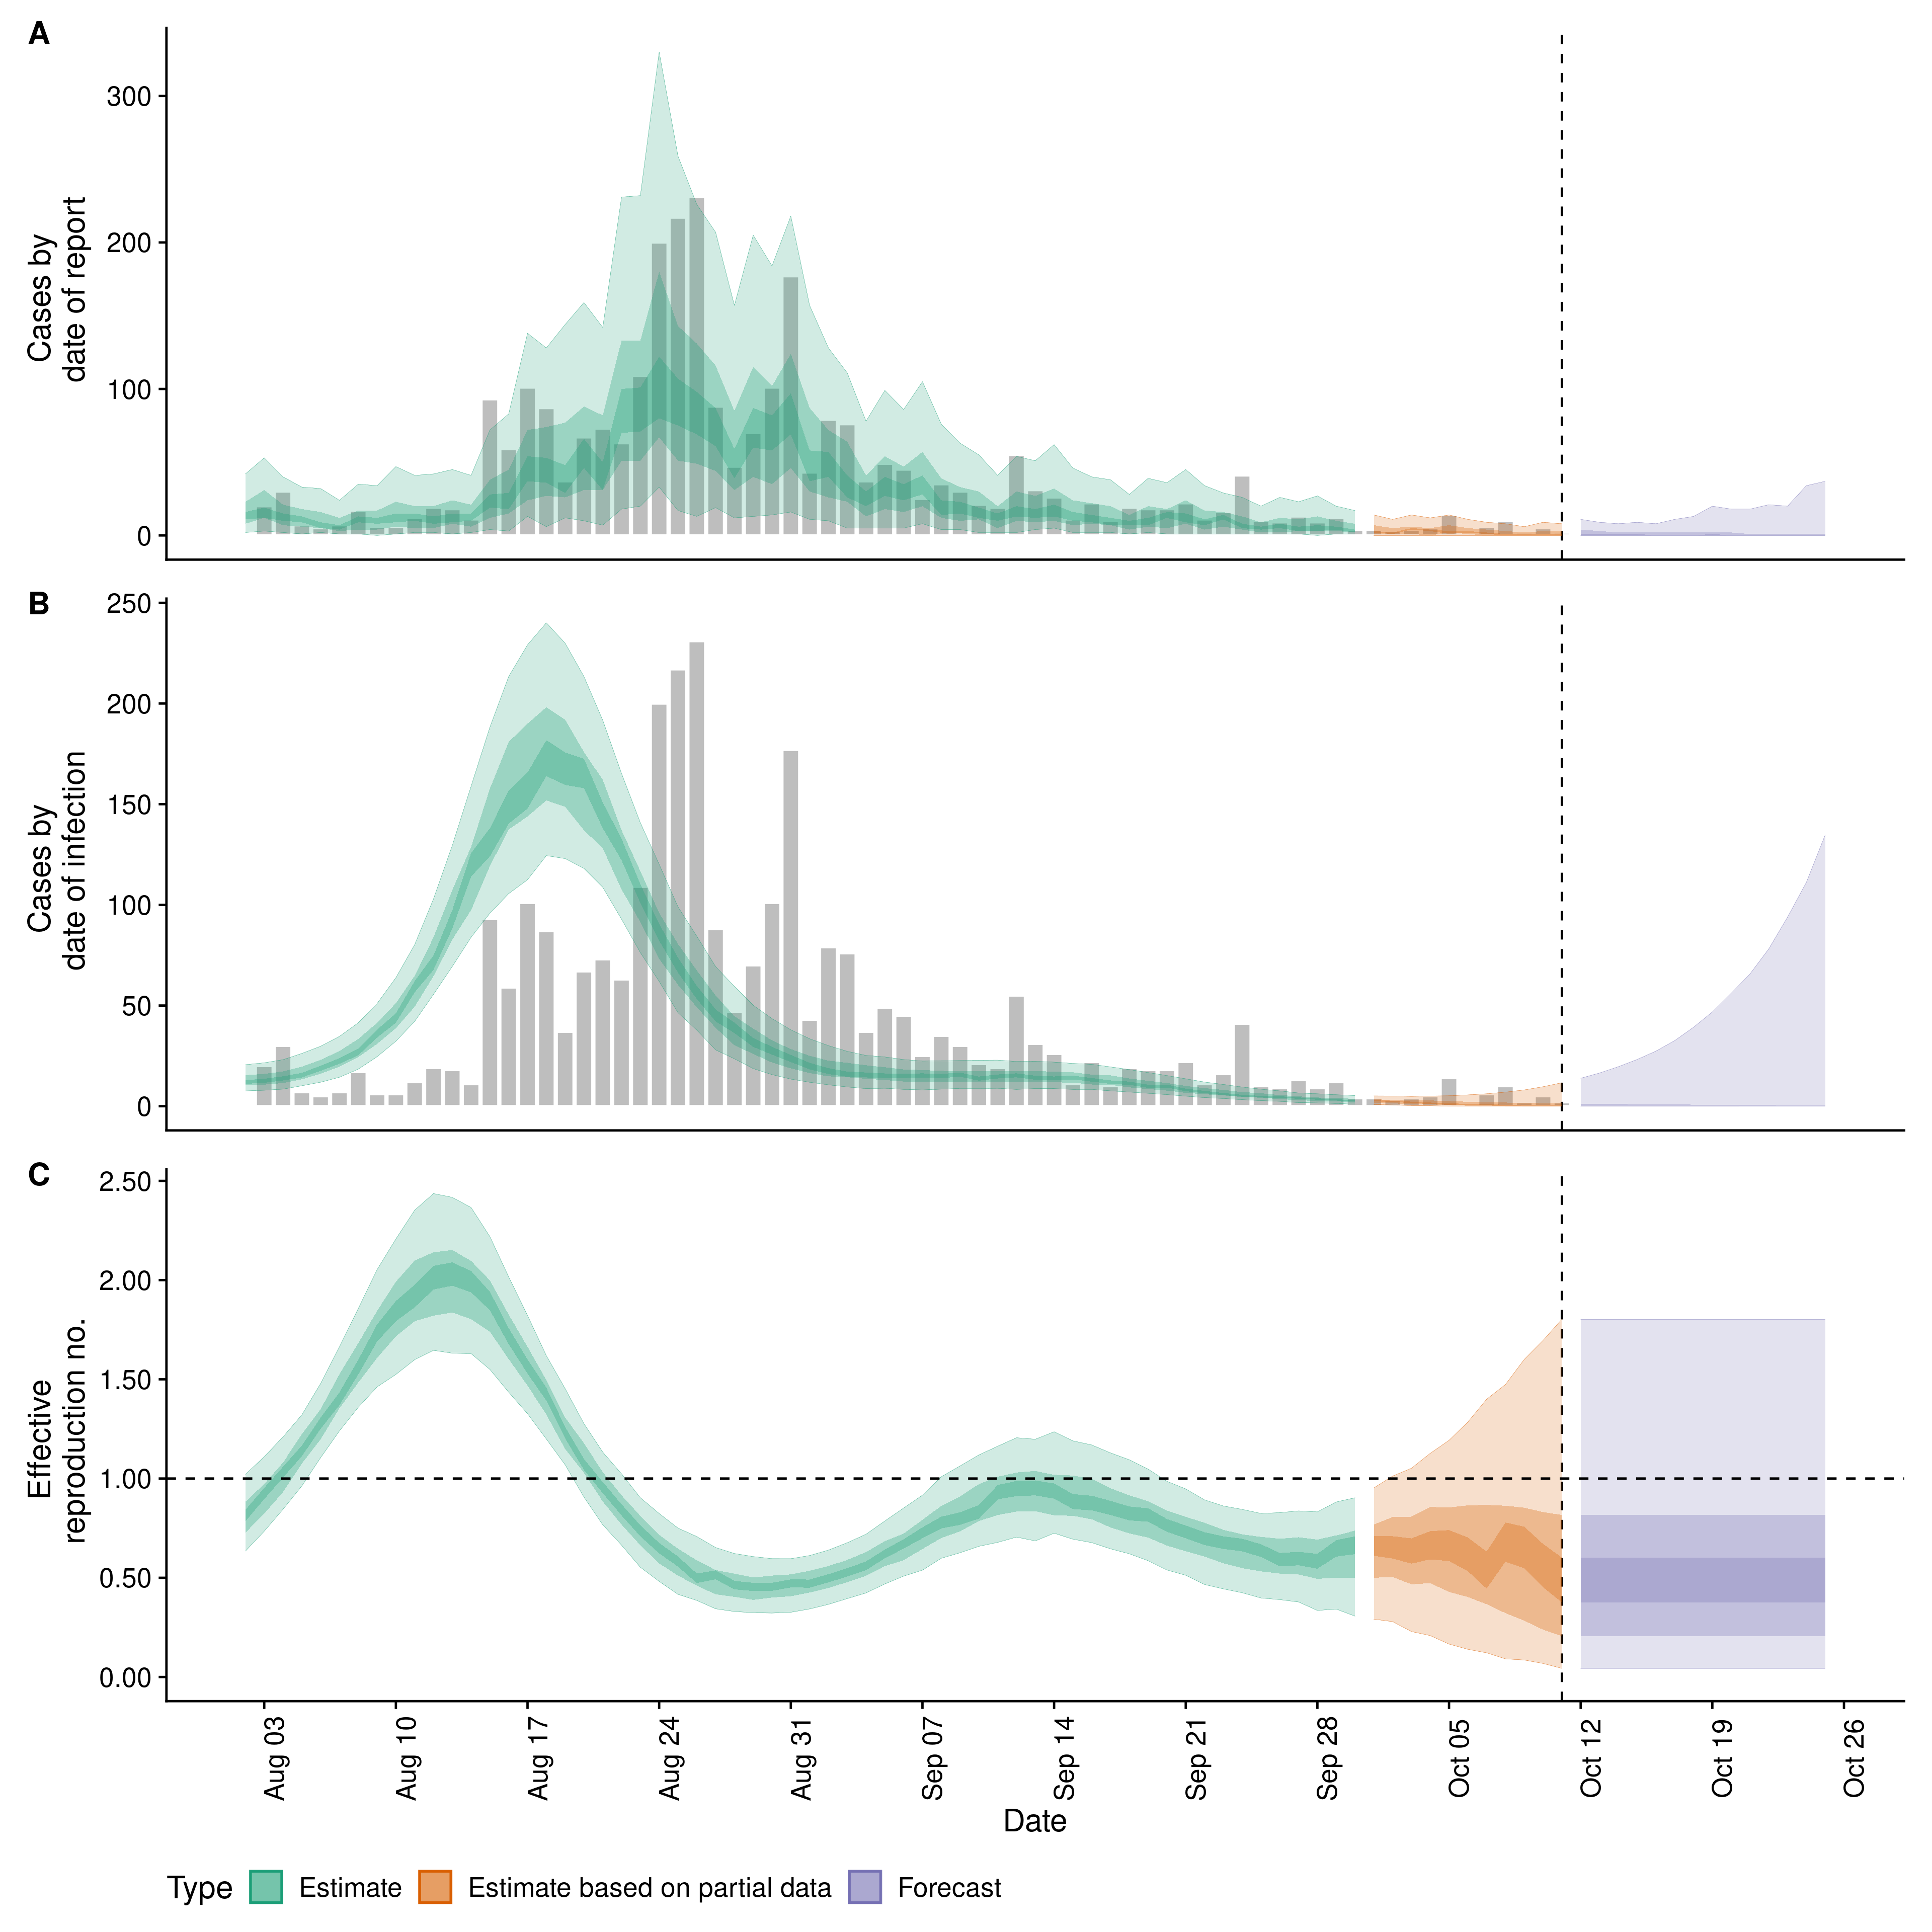 A
300
200
100
0
Cases by
date of report
B
250
200
150
100
50
0
Cases by
date of infection
C
2.50
2.00
1.50
1.00
0.50
0.00
Effective
reproduction no.
Aug 03
Aug 10
Aug 17
Aug 24
Aug 31
Sep 07
Sep 14
Sep 21
Sep 28
Oct 05
Oct 12
Oct 19
Oct 26
Date
Type Estimate Estimate based on partial data Forecast